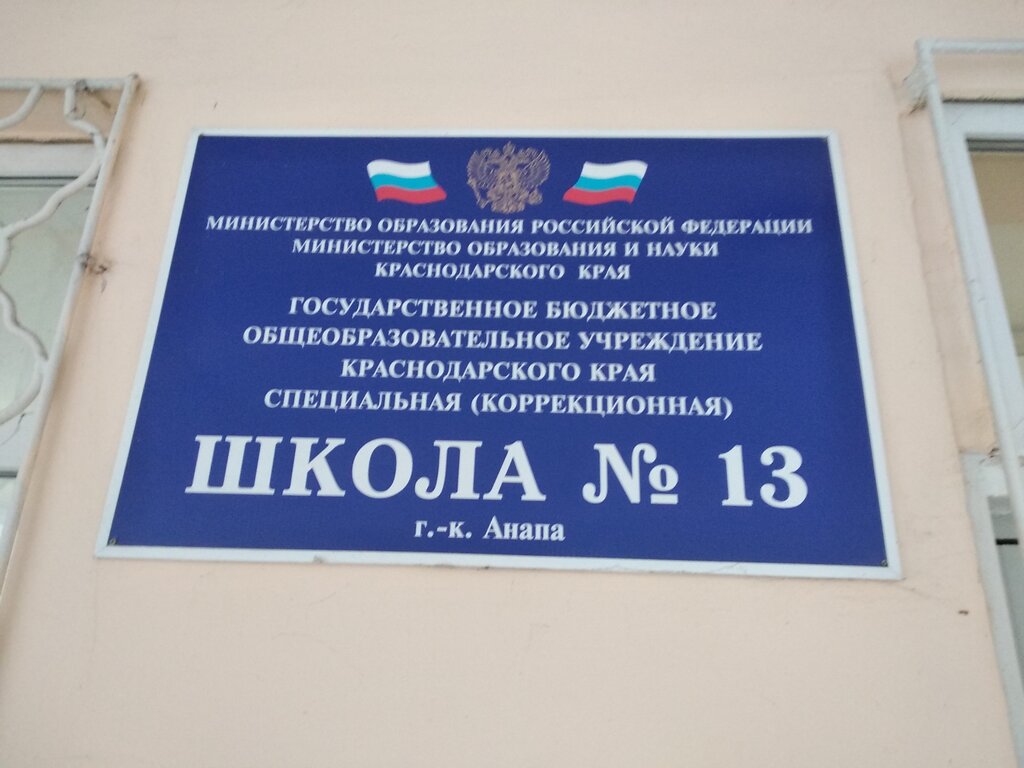 МИНИСТЕРСТВО ОБРАЗОВАНИЯ РОССИЙСКОЙ ФЕДЕРАЦИИ
МИНИСТЕРСТВО ОБРАЗОВАНИЯ И НАУКИ
КРАСНОДАРСКОГО КРАЯ
ГОСУДАРСТВЕННОЕ БЮДЖЕТНОЕ
ОБЩЕОБРАЗОВАТЕЛЬНОЕ УЧРЕЖДЕНИЕ
КРАСНОДАРСКОГО КРАЯ
СПЕЦИАЛЬНАЯ (КОРРЕКЦИОННАЯ)
ШКОЛА № 13
г.-к. Анапа